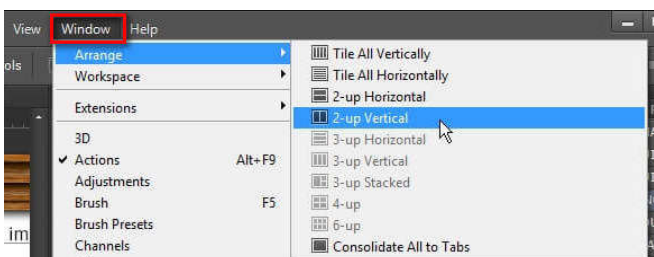 View Window Help
ols
Arrange
Workspace
Extensions
3D
Actions Alt+F9
Adjustments
Brush F5
Brush Presets
Channels
im
Tile All Vertically
Tile All Horizontally
2-up Horizontal
2-up Vertical
3-up Horizontal
3-up Vertical
3-up Stacked
4-up
6-up
Consolidate All to Tabs